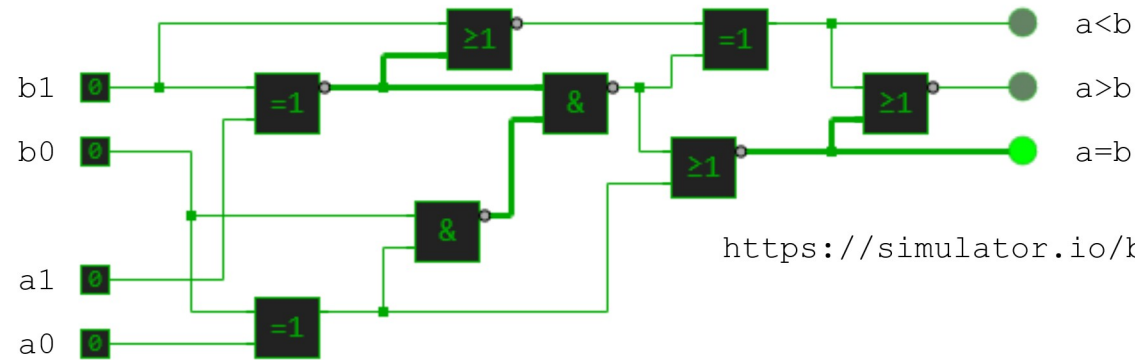 ≥1 =1 a<b
b1 0 =1 & ≥1 a>b
b0 0 ≥1 a=b
&
https://simulator.io/b
a1 0
=1
a0 0